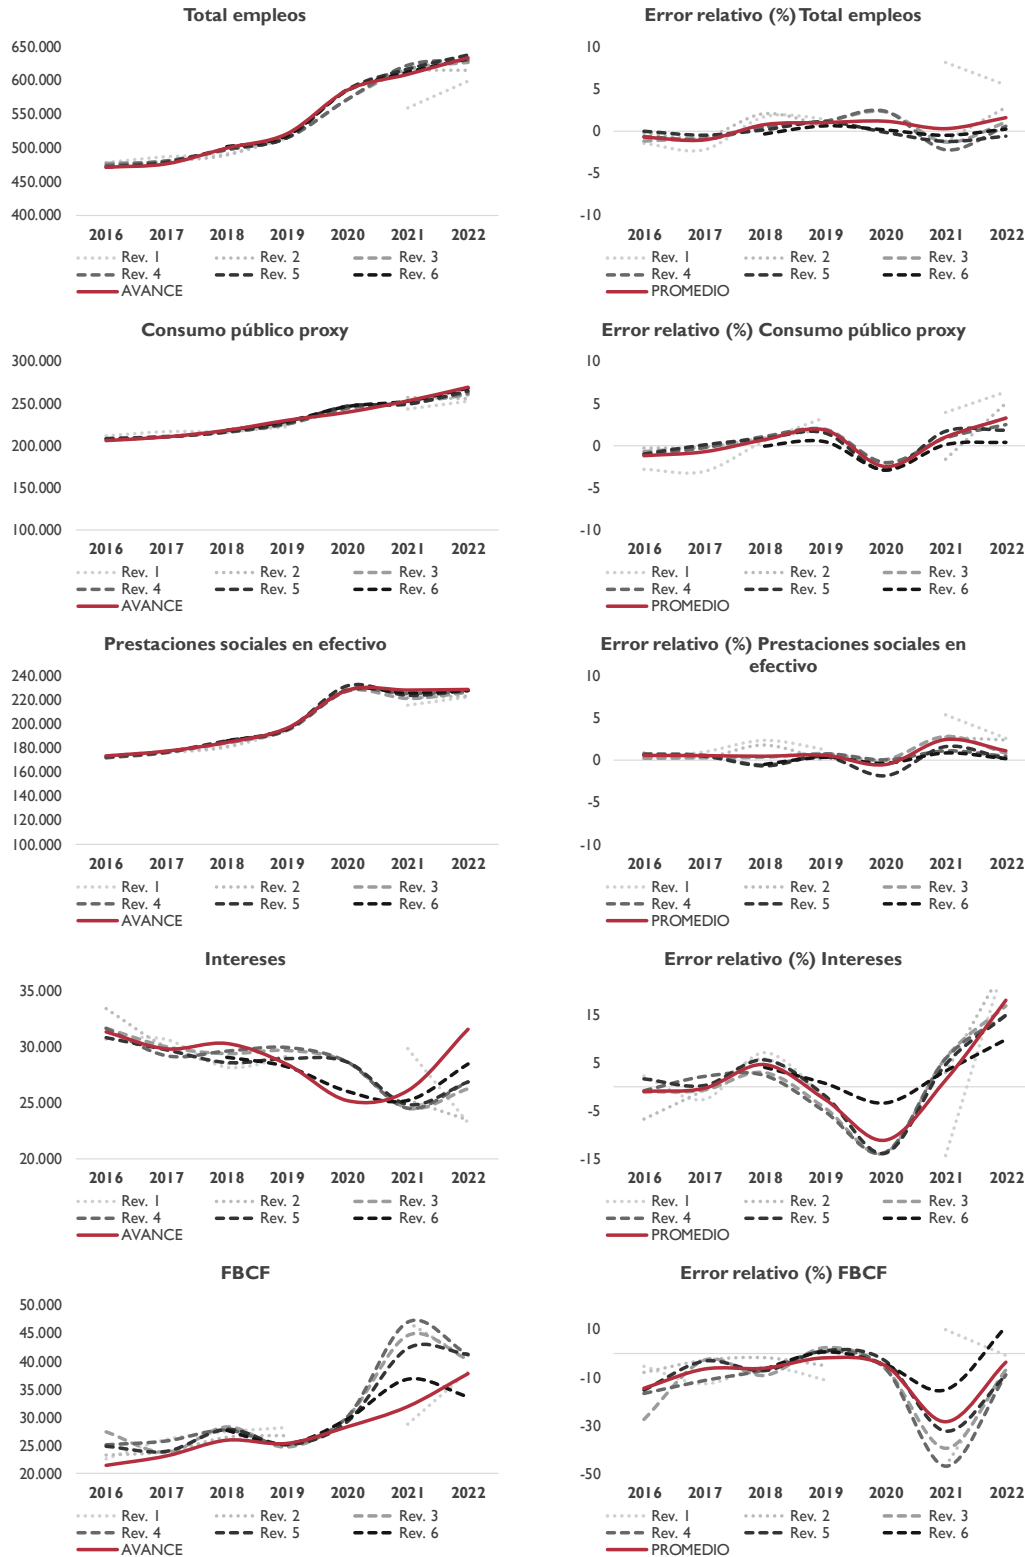 Total empleos
650.000
600.000
550.000
500.000
450.000
400.000
2016 2017 2018 2019 2020 2021 2022
Rev. 1 Rev. 2 Rev. 3
Rev. 4 Rev. 5 Rev. 6
AVANCE
Error relativo (%) Total empleos
10
5
0
-5
-10
2016 2017 2018 2019 2020 2021 2022
Rev. 1 Rev. 2 Rev. 3
Rev. 4 Rev. 5 Rev. 6
PROMEDIO
Consumo público proxy
300.000
250.000
200.000
150.000
100.000
2016 2017 2018 2019 2020 2021 2022
Rev. 1 Rev. 2 Rev. 3
Rev. 4 Rev. 5 Rev. 6
AVANCE
Error relativo (%) Consumo público proxy
10
5
0
-5
-10
2016 2017 2018 2019 2020 2021 2022
Rev. 1 Rev. 2 Rev. 3
Rev. 4 Rev. 5 Rev. 6
PROMEDIO
Prestaciones sociales en efectivo
240.000
220.000
200.000
180.000
160.000
140.000
120.000
100.000
2016 2017 2018 2019 2020 2021 2022
Rev. 1 Rev. 2 Rev. 3
Rev. 4 Rev. 5 Rev. 6
AVANCE
Error relativo (%) Prestaciones sociales en
efectivo
10
5
0
-5
-10
2016 2017 2018 2019 2020 2021 2022
Rev. 1 Rev. 2 Rev. 3
Rev. 4 Rev. 5 Rev. 6
PROMEDIO
Intereses
35.000
30.000
25.000
20.000
2016 2017 2018 2019 2020 2021 2022
Rev. 1 Rev. 2 Rev. 3
Rev. 4 Rev. 5 Rev. 6
AVANCE
Error relativo (%) Intereses
15
5
-5
-15
2016 2017 2018 2019 2020 2021 2022
Rev. 1 Rev. 2 Rev. 3
Rev. 4 Rev. 5 Rev. 6
PROMEDIO
FBCF
50.000
45.000
40.000
35.000
30.000
25.000
20.000
2016 2017 2018 2019 2020 2021 2022
Rev. 1 Rev. 2 Rev. 3
Rev. 4 Rev. 5 Rev. 6
AVANCE
Error relativo (%) FBCF
10
-10
-30
-50
2016 2017 2018 2019 2020 2021 2022
Rev. 1 Rev. 2 Rev. 3
Rev. 4 Rev. 5 Rev. 6
PROMEDIO